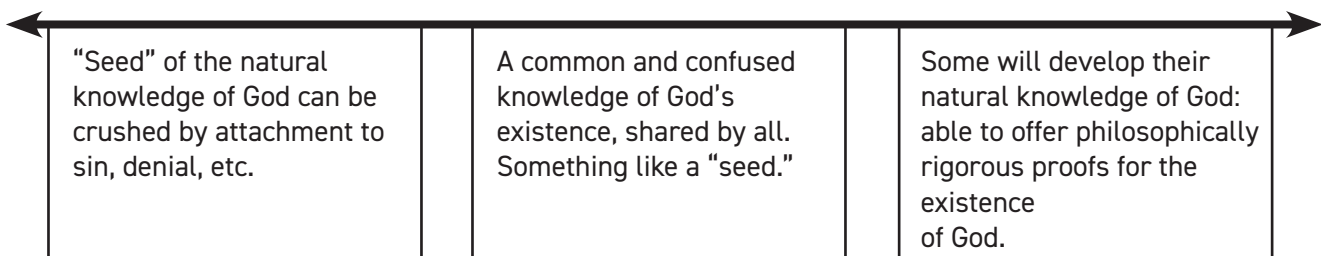 “Seed” of the natural
knowledge of God can be
crushed by attachment to
sin, denial, etc.
A common and confused
knowledge of God’s
existence, shared by all.
Something like a “seed.”
Some will develop their
natural knowledge of God:
able to offer philosophically
rigorous proofs for the
existence
of God.